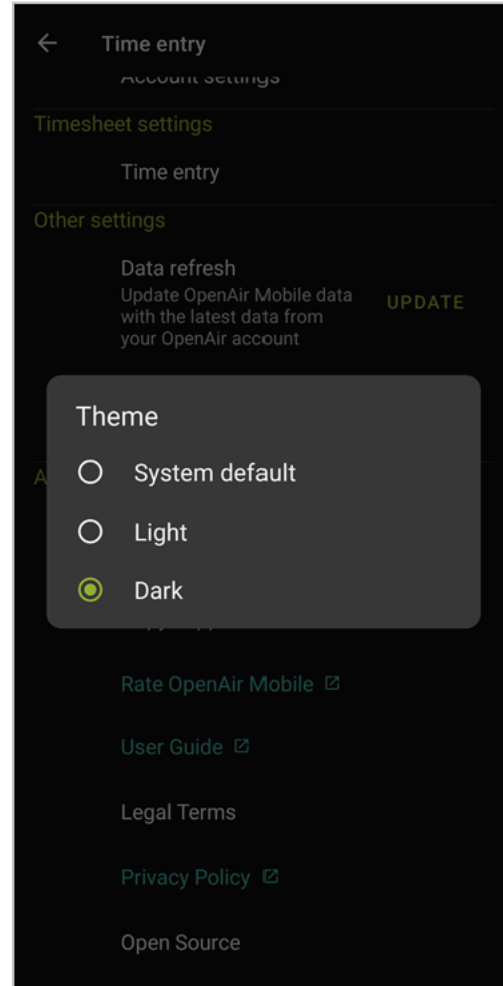 Time entry
Account settings
Timesheet settings
Time entry
Other settings
Data refresh
Update OpenAir Mobile data
with the latest data from
your OpenAir account
UPDATE
Theme
System default
Light
Dark
Rate OpenAir Mobile
User Guide
Legal Terms
Privacy Policy
Open Source